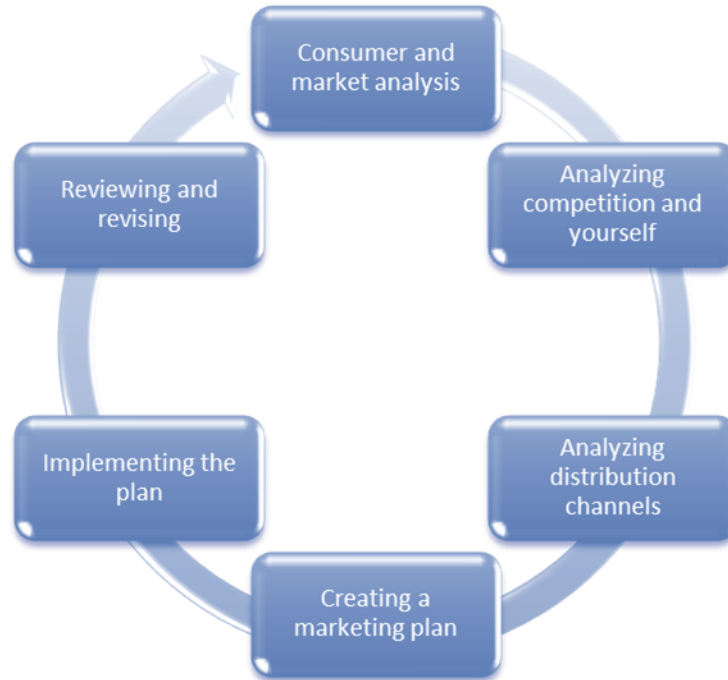 Consumer and
market analysis
Analyzing
competition and
yourself
Analyzing
distribution
channels
Creating a
marketing plan
Implementing the
plan
Reviewing and
revising